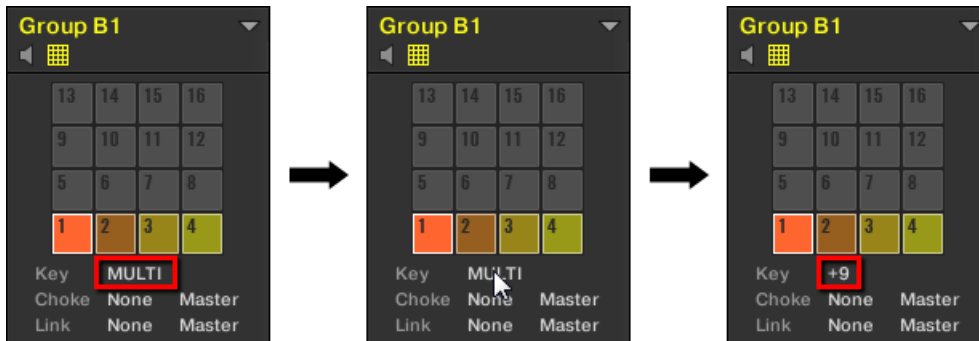 Group B1
13 14 15 16
9 10 11 12
5 6 7 8
1 2 3 4
Key MULTI
Choke None Master
Link None Master
Group B1
13 14 15 16
9 10 11 12
5 6 7 8
1 2 3 4
Key MULTI
Choke None Master
Link None Master
Group B1
13 14 15 16
9 10 11 12
5 6 7 8
1 2 3 4
Key +9
Choke None Master
Link None Master